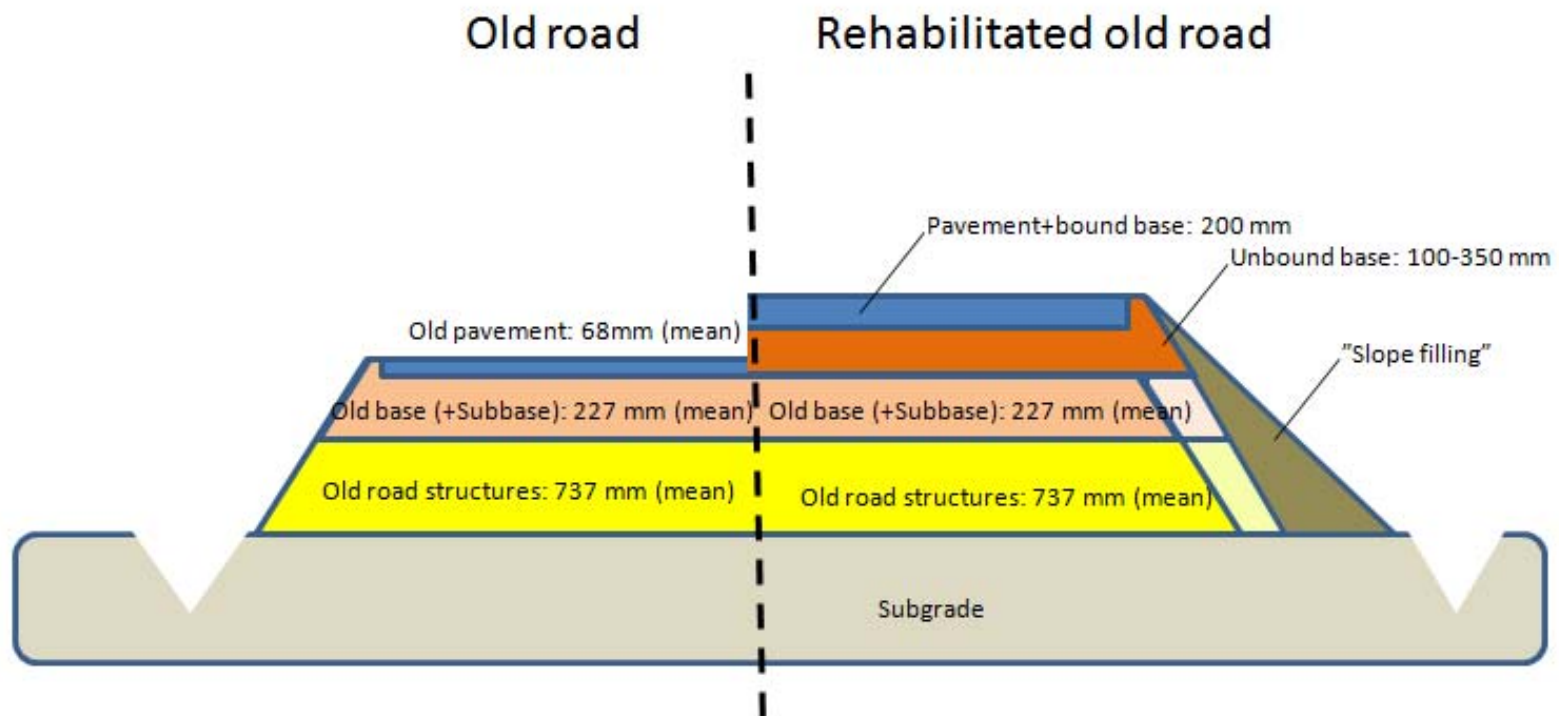 Old road
Rehabilitated old road
Pavement+bound base: 200 mm
Unbound base: 100-350 mm
Old pavement: 68mm (mean)
”Slope filling”
Old base (+Subbase): 227 mm (mean)
Old base (+Subbase): 227 mm (mean)
Old road structures: 737 mm (mean)
Old road structures: 737 mm (mean)
Subgrade